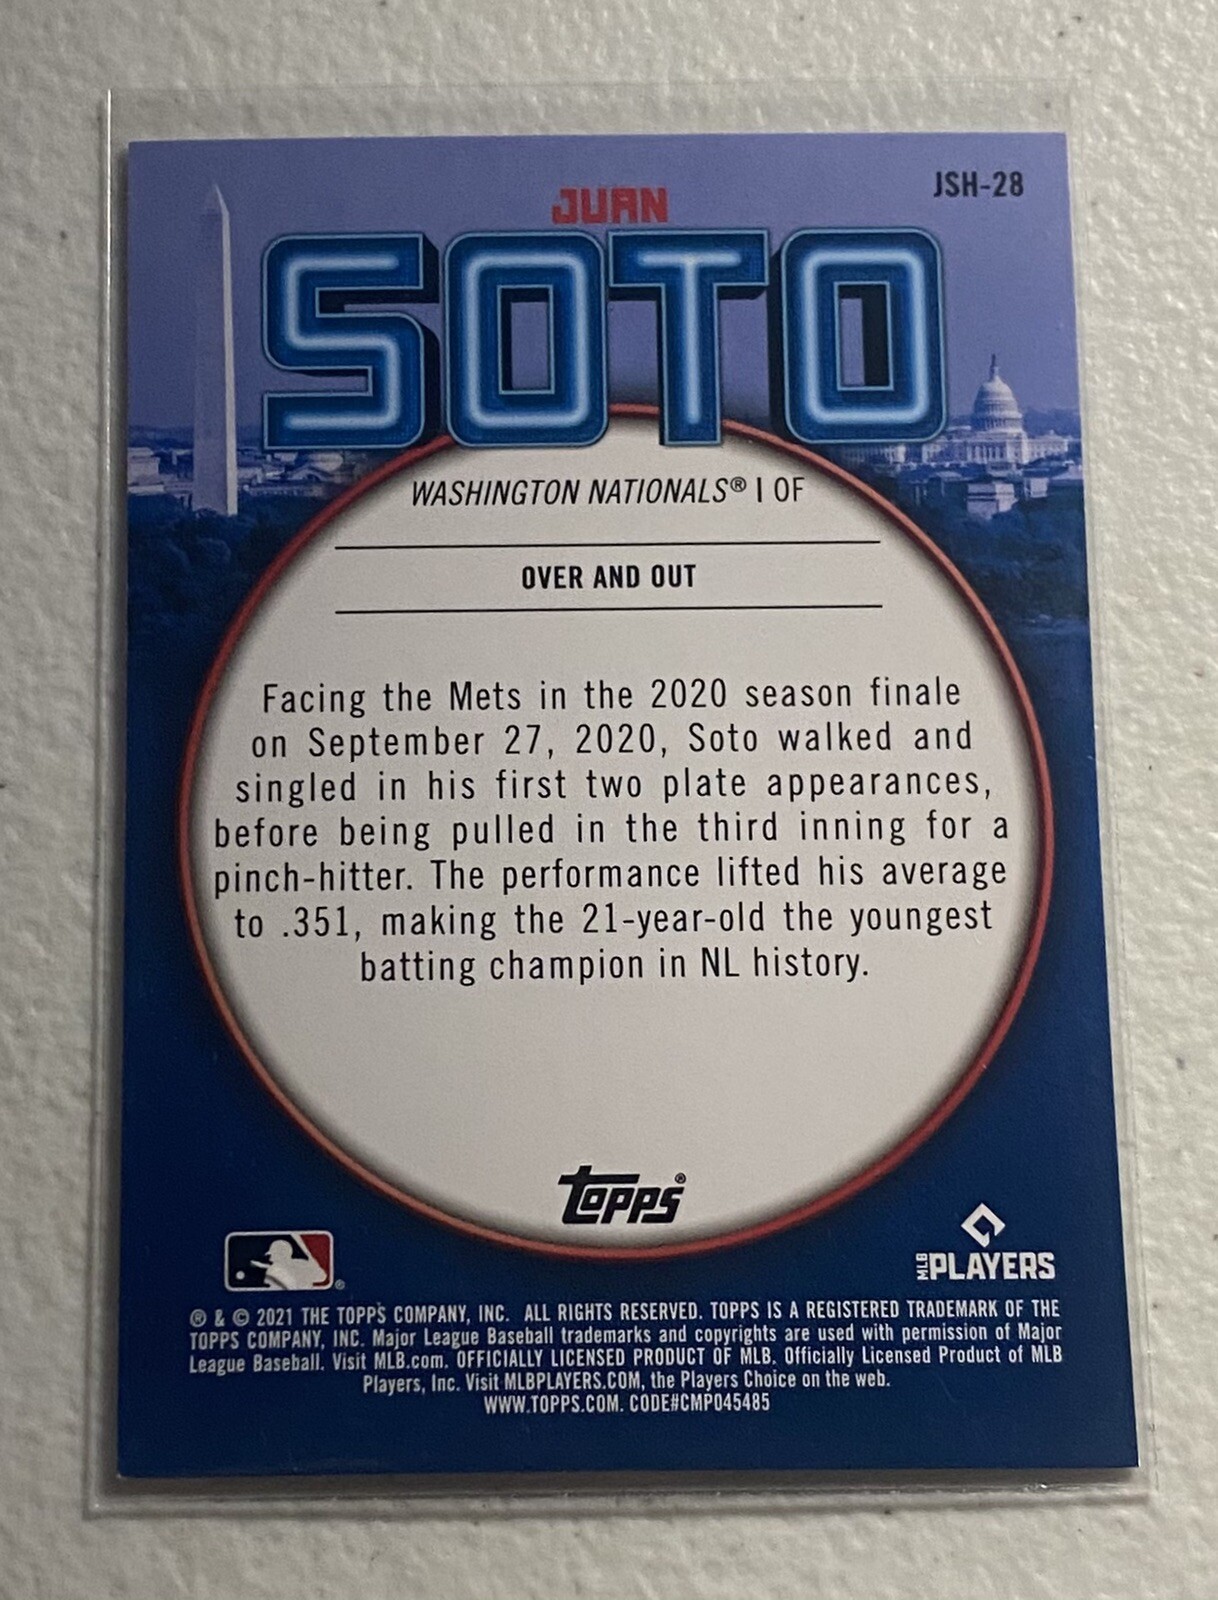 JSH-28
JUAN
SOTO
WASHINGTON NATIONALS® | OF
OVER AND OUT
Facing the Mets in the 2020 season finale
on September 27, 2020, Soto walked and
singled in his first two plate appearances,
before being pulled in the third inning for a
pinch-hitter. The performance lifted his average
to .351, making the 21-year-old the youngest
batting champion in NL history.
topps®
®
MLB PLAYERS
® & © 2021 THE TOPPS COMPANY, INC. ALL RIGHTS RESERVED. TOPPS IS A REGISTERED TRADEMARK OF THE
TOPPS COMPANY, INC. Major League Baseball trademarks and copyrights are used with permission of Major
League Baseball. Visit MLB.com. OFFICIALLY LICENSED PRODUCT OF MLB. Officially Licensed Product of MLB
Players, Inc. Visit MLBPLAYERS.COM, the Players Choice on the web.
WWW.TOPPS.COM. CODE#CMP045485